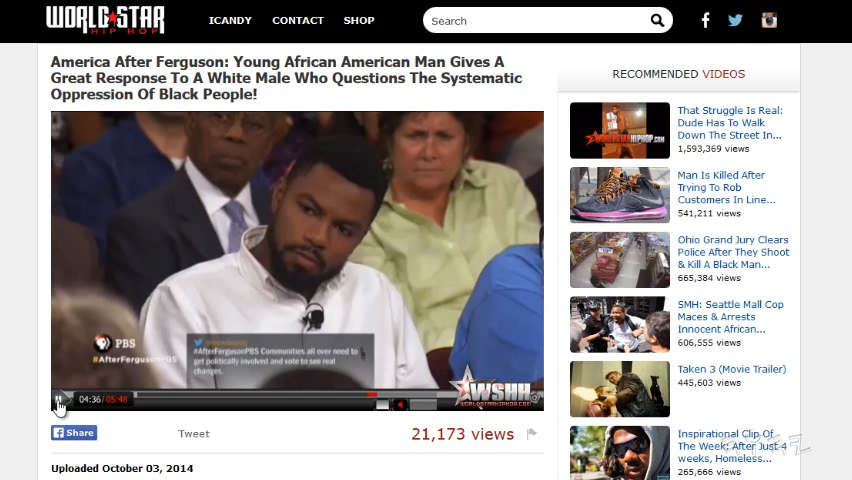 WORLD STAR
HIP HOP
ICANDY
CONTACT
SHOP
Search
America After Ferguson: Young African American Man Gives A
Great Response To A White Male Who Questions The Systematic
Oppression Of Black People!
PBS
#AfterFergusonPBS
#AfterFergusonPBS Communities all over need to
get politically involved and vote to see real
changes.
04:36 /05:48
WSHH
WORLDSTARHIPHOP.COM
Share
Tweet
21,173 views
Uploaded October 03, 2014
RECOMMENDED VIDEOS
WORLDSTARHIPHOP.COM
That Struggle Is Real:
Dude Has To Walk
Down The Street In...
1,593,369 views
Man Is Killed After
Trying To Rob
Customers In Line...
541,211 views
Ohio Grand Jury Clears
Police After They Shoot
& Kill A Black Man...
665,384 views
SMH: Seattle Mall Cop
Maces & Arrests
Innocent African...
606,555 views
Taken 3 (Movie Trailer)
445,603 views
Inspirational Clip Of
The Week: After Just 4
weeks, Homeless...
265,666 views